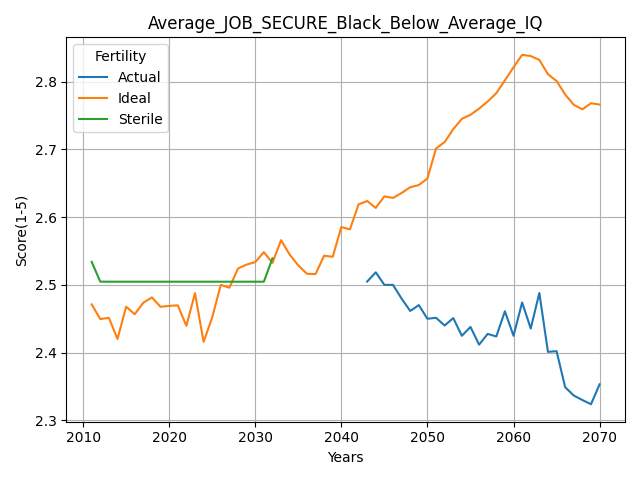 Average_JOB_SECURE_Black_Below_Average_IQ
Fertility
Actual
Ideal
Sterile
Score(1-5)
2.8
2.7
2.6
2.5
2.4
2.3
2010 2020 2030 2040 2050 2060 2070
Years